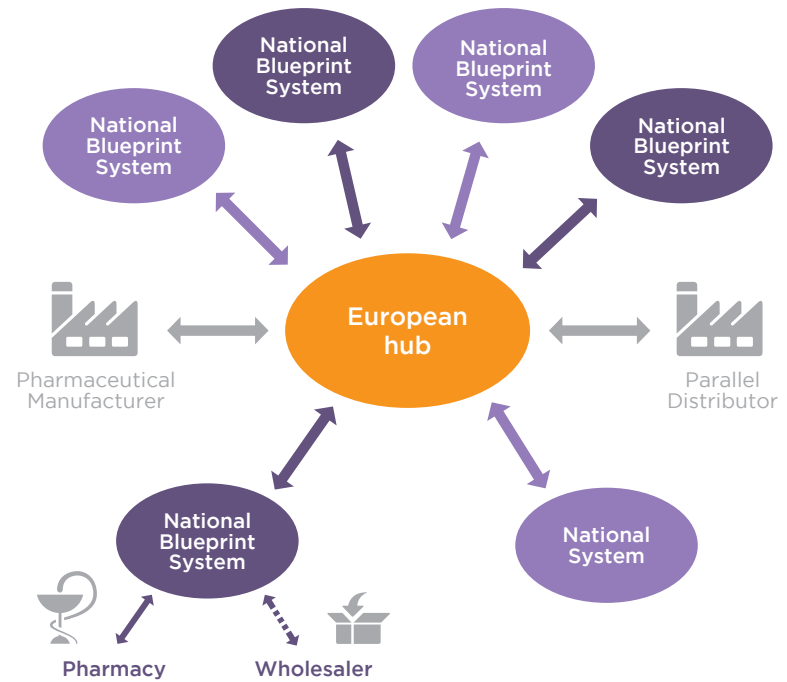 National
Blueprint
System
National
Blueprint
System
National
Blueprint
System
National
Blueprint
System
European
hub
Pharmaceutical
Manufacturer
Parallel
Distributor
National
Blueprint
System
National
System
Pharmacy
Wholesaler